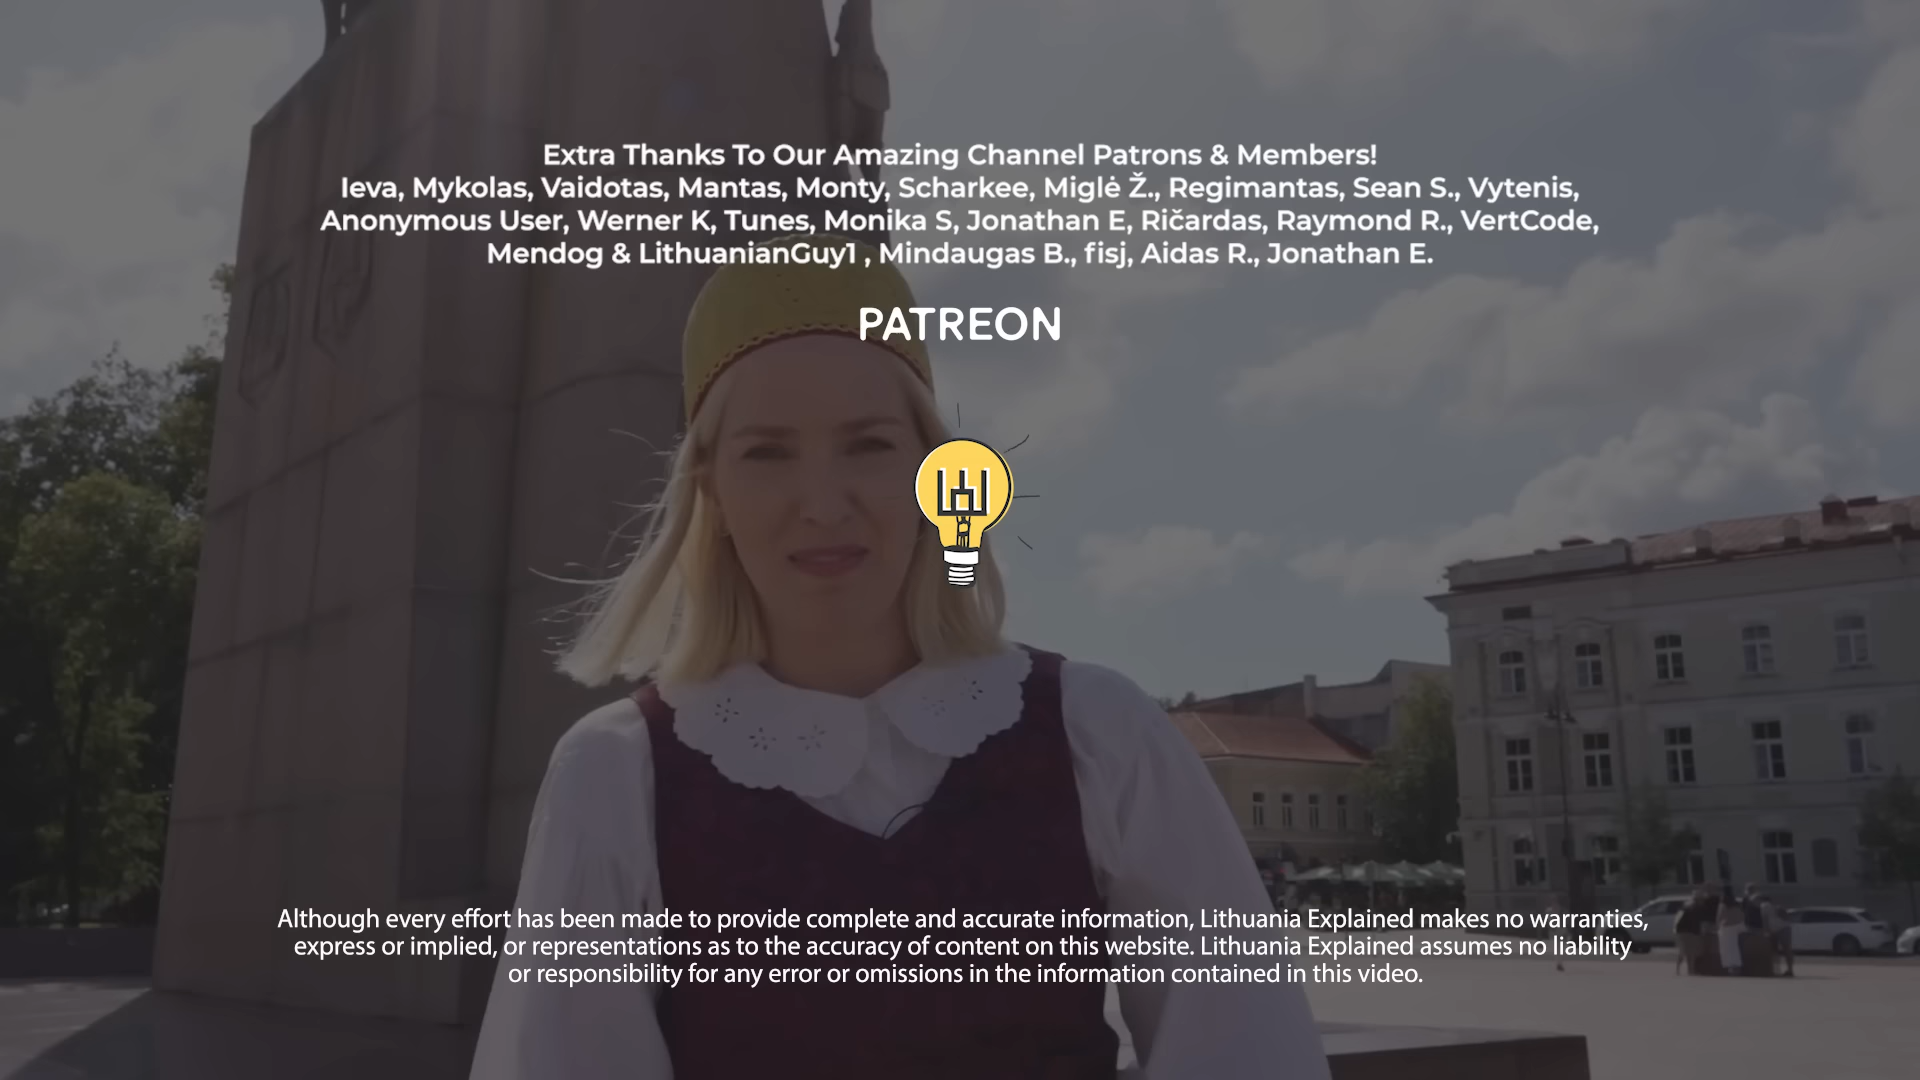 Extra Thanks To Our Amazing Channel Patrons & Members!
Ieva, Mykolas, Vaidotas, Mantas, Monty, Scharkee, Miglė Ž., Regimantas, Sean S., Vytenis,
Anonymous User, Werner K, Tunes, Monika S, Jonathan E, Ričardas, Raymond R., VertCode,
Mendog & LithuanianGuy1 , Mindaugas B., fisj, Aidas R., Jonathan E.
PATREON
Although every effort has been made to provide complete and accurate information, Lithuania Explained makes no warranties,
express or implied, or representations as to the accuracy of content on this website. Lithuania Explained assumes no liability
or responsibility for any error or omissions in the information contained in this video.